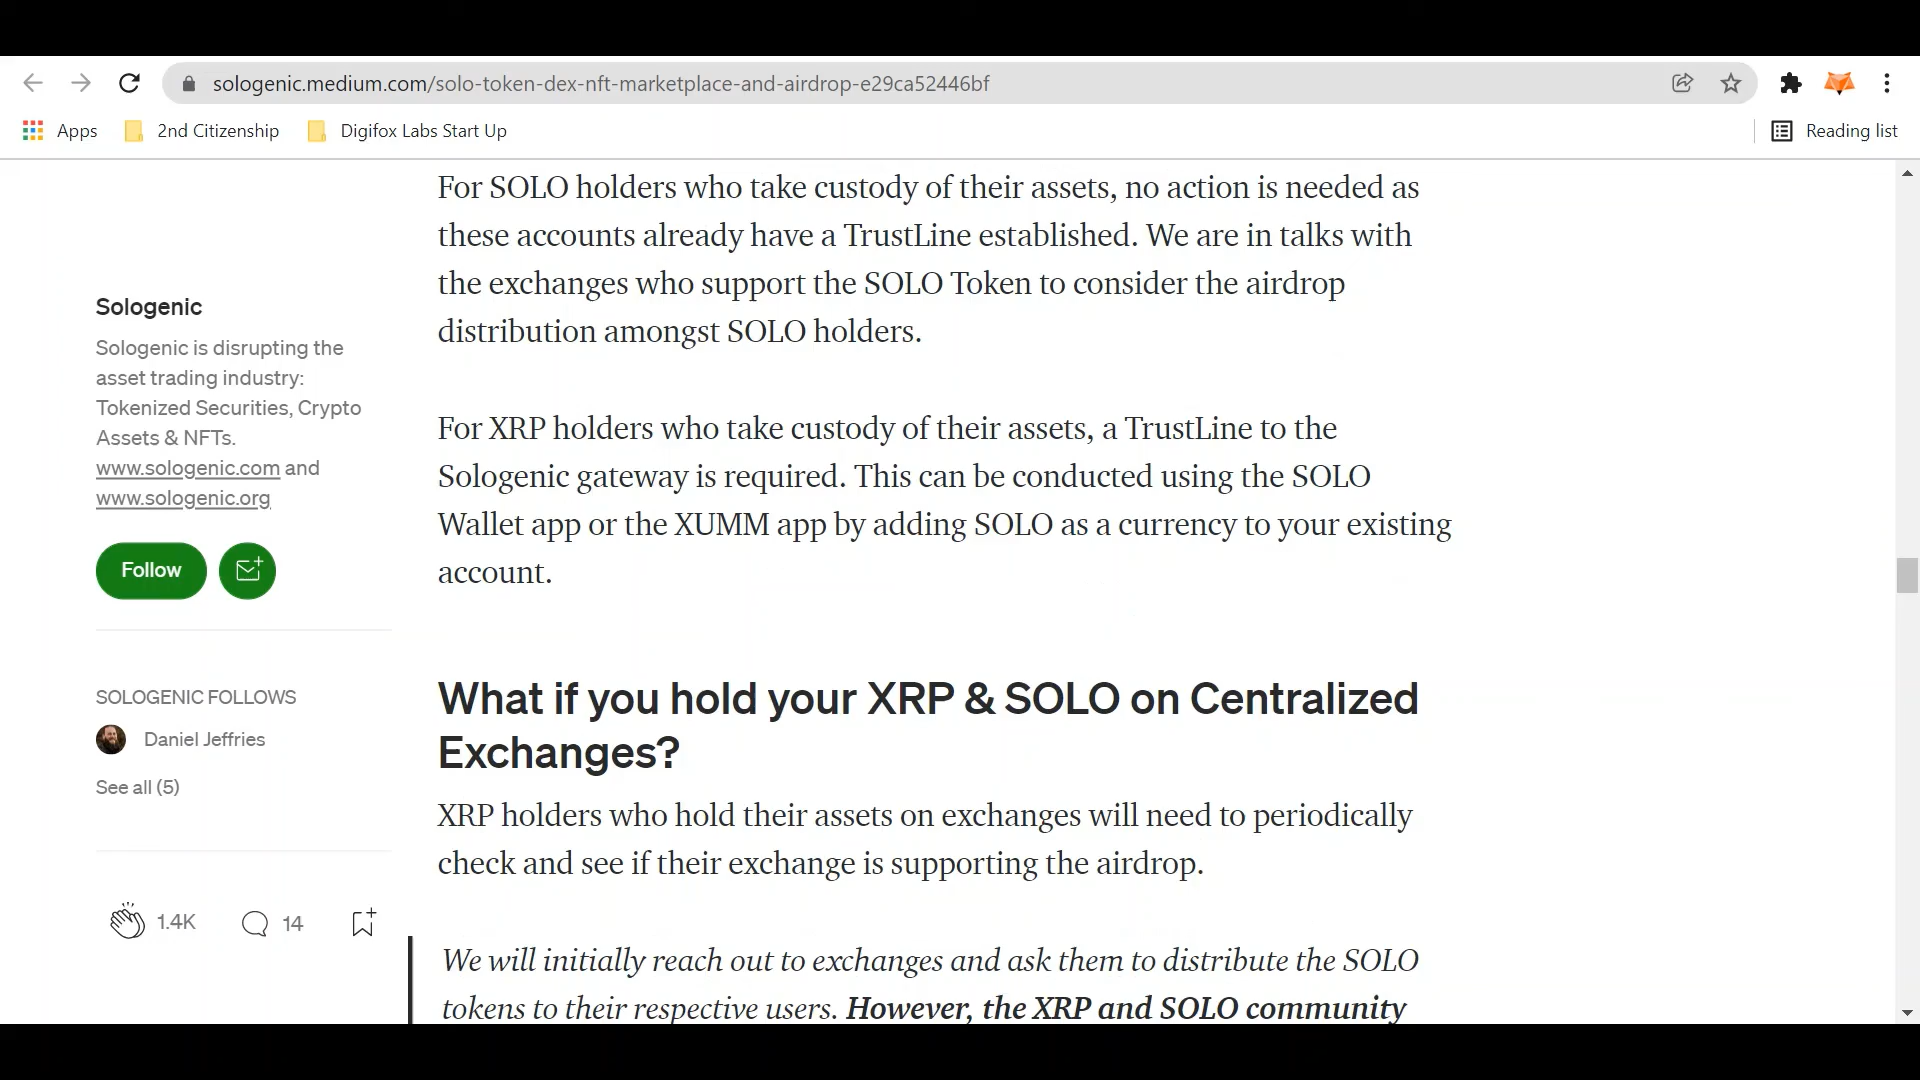 sologenic.medium.com/solo-token-dex-nft-marketplace-and-airdrop-e29ca52446bf
Apps
2nd Citizenship
Digifox Labs Start Up
Reading list
Sologenic
Sologenic is disrupting the
asset trading industry:
Tokenized Securities, Crypto
Assets & NFTs.
www.sologenic.com and
www.sologenic.org
Follow
SOLOGENIC FOLLOWS
Daniel Jeffries
See all (5)
1.4K
14
For SOLO holders who take custody of their assets, no action is needed as
these accounts already have a TrustLine established. We are in talks with
the exchanges who support the SOLO Token to consider the airdrop
distribution amongst SOLO holders.
For XRP holders who take custody of their assets, a TrustLine to the
Sologenic gateway is required. This can be conducted using the SOLO
Wallet app or the XUMM app by adding SOLO as a currency to your existing
account.
What if you hold your XRP & SOLO on Centralized
Exchanges?
XRP holders who hold their assets on exchanges will need to periodically
check and see if their exchange is supporting the airdrop.
We will initially reach out to exchanges and ask them to distribute the SOLO
tokens to their respective users. However, the XRP and SOLO community